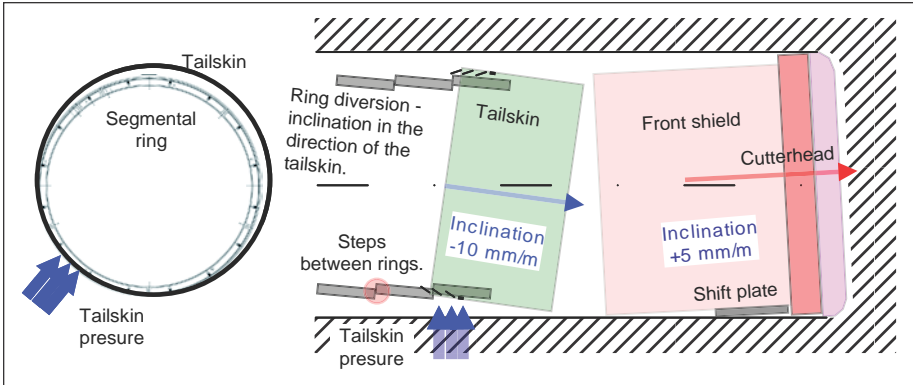 Tailskin
Segmental
ring
Tailskin
presure
Ring diversion -
inclination in the
direction of the
tailskin.
Steps
between rings.
Tailskin
presure
Tailskin
Inclination
-10 mm/m
Front shield
Cutterhead
Inclination
+5 mm/m
Shift plate